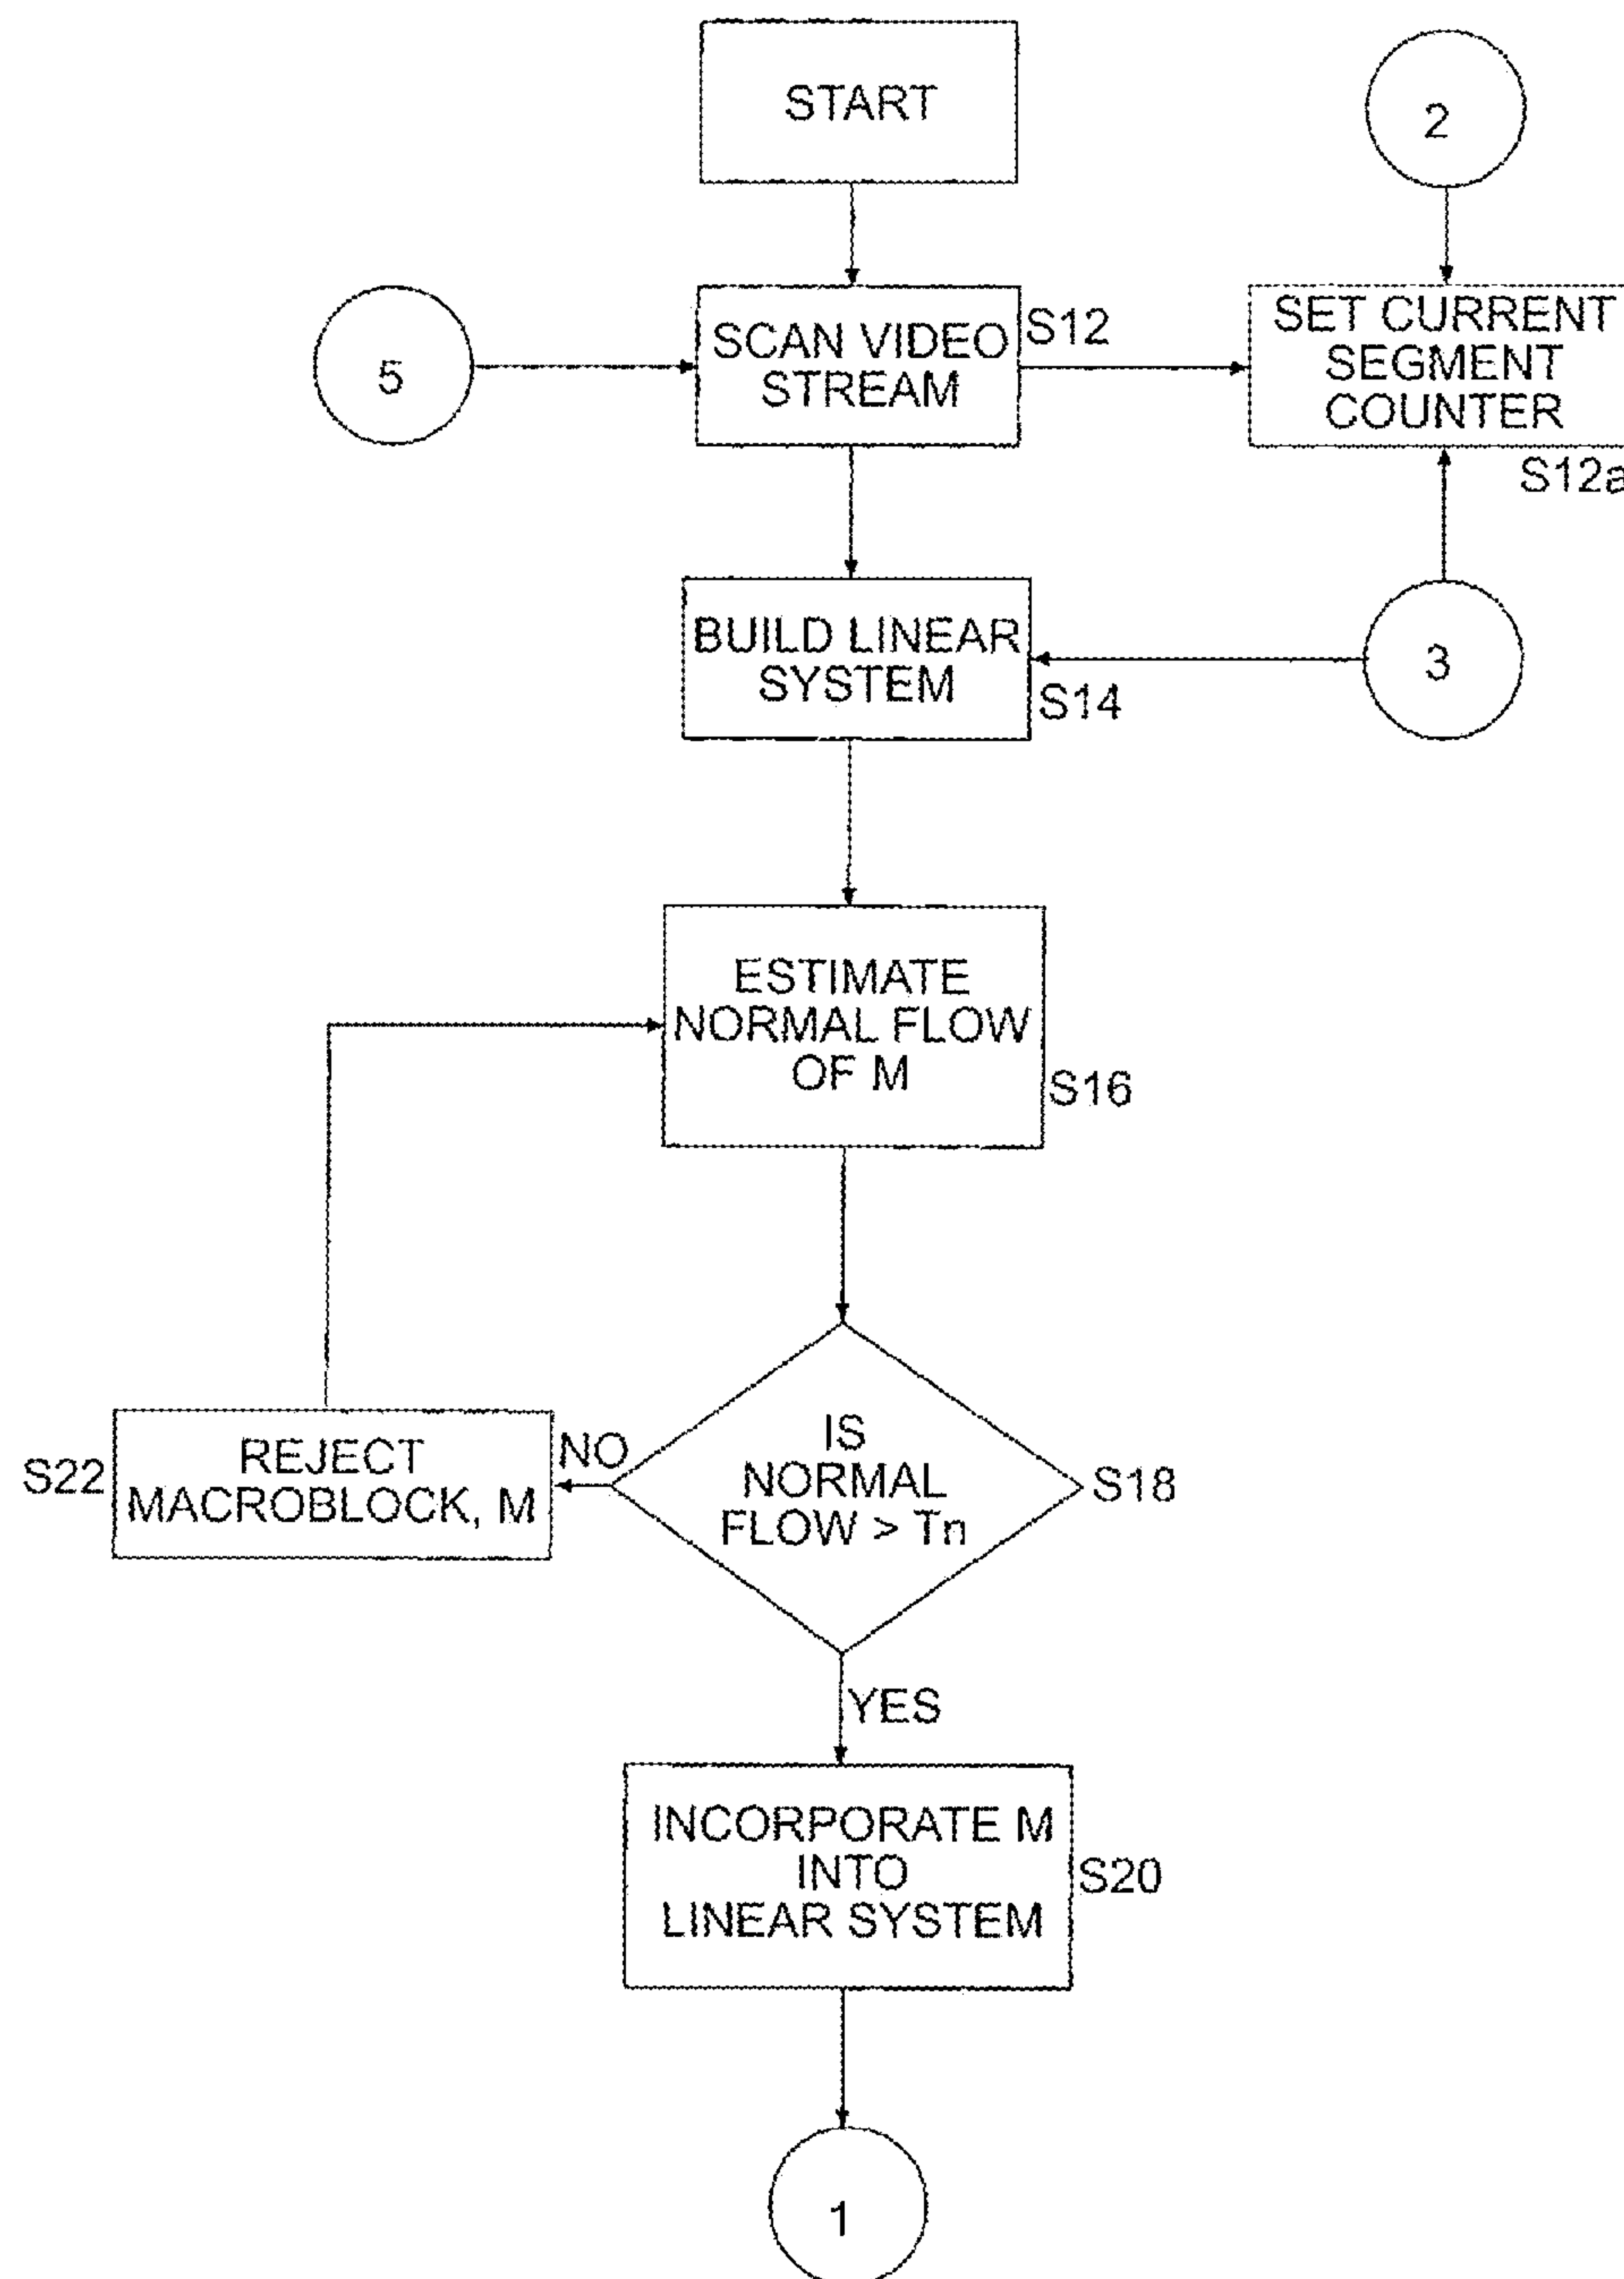 START
2
5
SCAN VIDEO
STREAM
S12
SET CURRENT
SEGMENT
COUNTER
S12a
BUILD LINEAR
SYSTEM
S14
3
ESTIMATE
NORMAL FLOW
OF M
S16
IS
NORMAL
FLOW > Tn
S18
NO
REJECT
MACROBLOCK, M
S22
YES
INCORPORATE M
INTO
LINEAR SYSTEM
S20
1